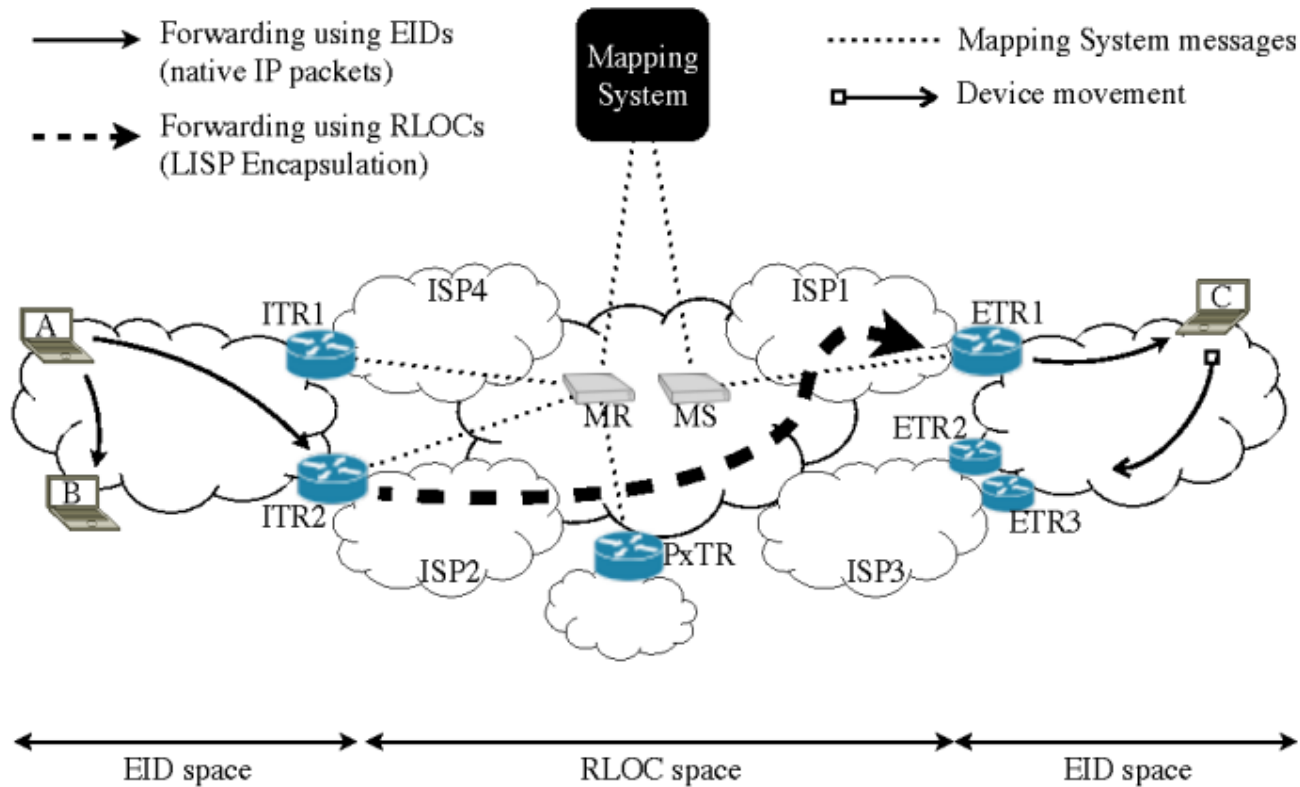 Forwarding using EIDs
(native IP packets)
Forwarding using RLOCs
(LISP Encapsulation)
Mapping
System
Mapping System messages
Device movement
ISP4
ISP1
ITR1
ETR1
A
C
MR
MS
ETR2
B
ITR2
ETR3
PxTR
ISP2
ISP3
EID space
RLOC space
EID space